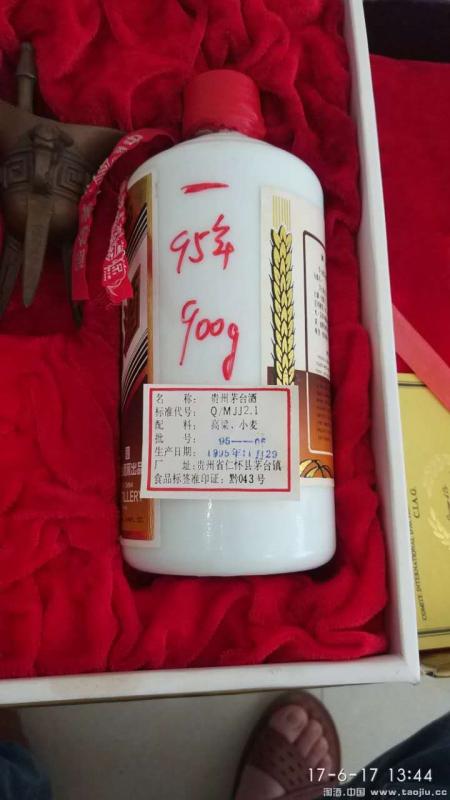 一
95年
900g
名 称: 贵州茅台酒
标准代号: Q/MJJ2.1
配 料: 高粱、小麦
批 号:
生产日期: 1995年11月29
厂 址: 贵州省仁怀县茅台镇
食品标签准印证: 黔043号
C.I.A.G.
17-6-17 13:44
淘酒.中国 www.taojiu.cc